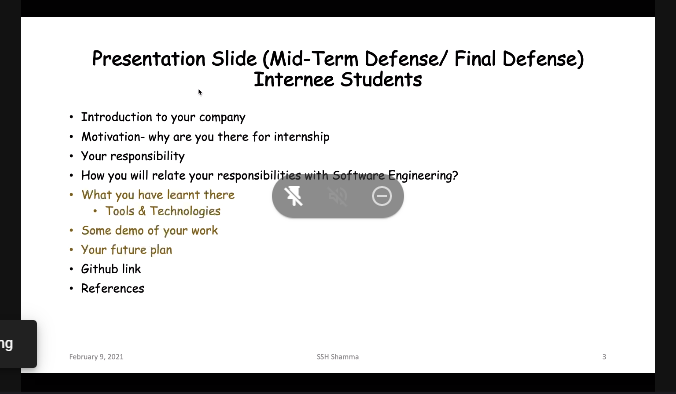 Presentation Slide (Mid-Term Defense/ Final Defense)
Internee Students
• Introduction to your company
• Motivation- why are you there for internship
• Your responsibility
• How you will relate your responsibilities with Software Engineering?
• What you have learnt there
• Tools & Technologies
• Some demo of your work
• Your future plan
• Github link
• References
ng
February 9, 2021
SSH Shamma
3